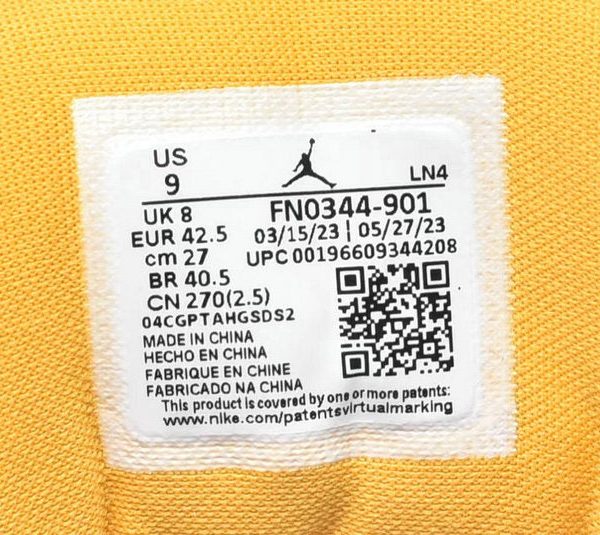 US
9
LN4
UK 8
FN0344-901
EUR 42.5
03/15/23 | 05/27/23
cm 27
UPC 00196609344208
BR 40.5
CN 270(2.5)
04CGPTAHGSDS2
MADE IN CHINA
HECHO EN CHINA
FABRIQUE EN CHINE
FABRICADO NA CHINA
This product is covered by one or more patents:
www.nike.com/patentsvirtualmarking